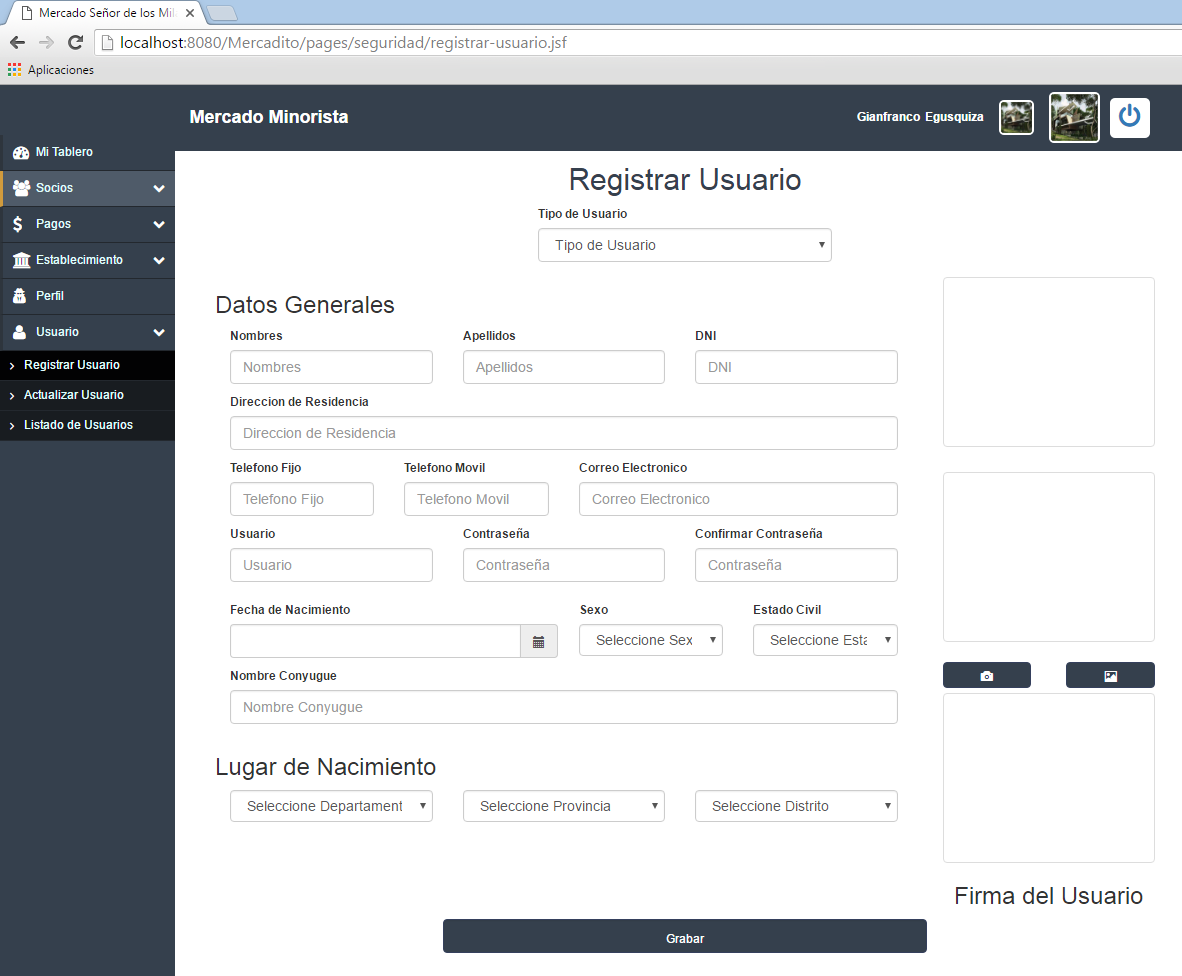 Mercado Señor de los Mil
localhost:8080/Mercadito/pages/seguridad/registrar-usuario.jsf
Aplicaciones
Mercado Minorista
Gianfranco Egusquiza
Mi Tablero
Socios
Pagos
Establecimiento
Perfil
Usuario
Registrar Usuario
Actualizar Usuario
Listado de Usuarios
Registrar Usuario
Tipo de Usuario
Tipo de Usuario
Datos Generales
Nombres Apellidos DNI
Nombres Apellidos DNI
Direccion de Residencia
Direccion de Residencia
Telefono Fijo Telefono Movil Correo Electronico
Telefono Fijo Telefono Movil Correo Electronico
Usuario Contraseña Confirmar Contraseña
Usuario Contraseña Contraseña
Fecha de Nacimiento Sexo Estado Civil
Seleccione Sex Seleccione Esta
Nombre Conyugue
Nombre Conyugue
Lugar de Nacimiento
Seleccione Departament Seleccione Provincia Seleccione Distrito
Firma del Usuario
Grabar